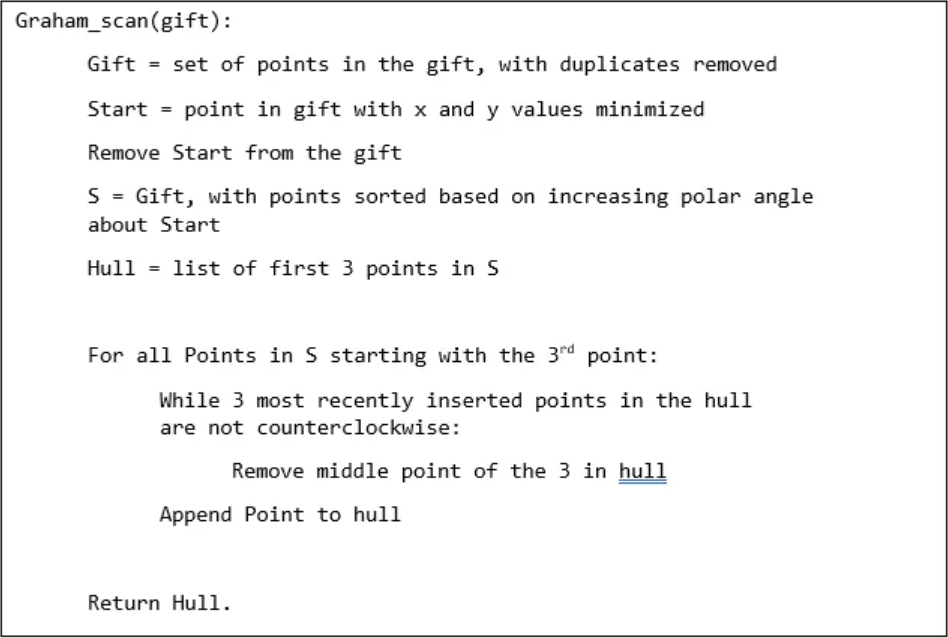 Graham_scan(gift):
Gift = set of points in the gift, with duplicates removed
Start = point in gift with x and y values minimized
Remove Start from the gift
S = Gift, with points sorted based on increasing polar angle
about Start
Hull = list of first 3 points in S
For all Points in S starting with the 3rd point:
While 3 most recently inserted points in the hull
are not counterclockwise:
Remove middle point of the 3 in hull
Append Point to hull
Return Hull.